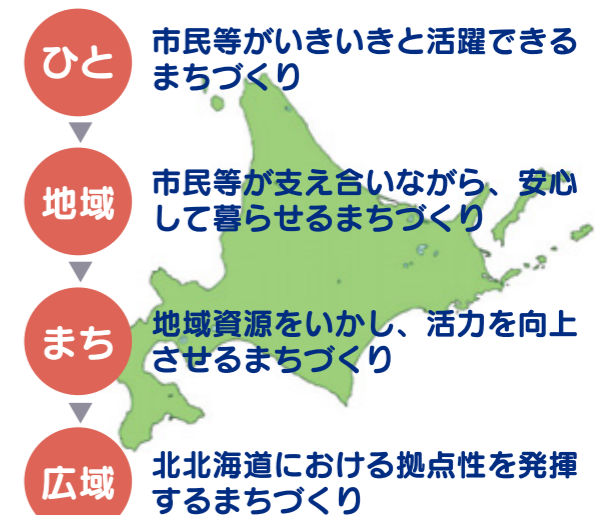 ひと
市民等がいきいきと活躍できる
まちづくり
地域
市民等が支え合いながら、安心
して暮らせるまちづくり
まち
地域資源をいかし、活力を向上
させるまちづくり
広域
北北海道における拠点性を発揮
するまちづくり